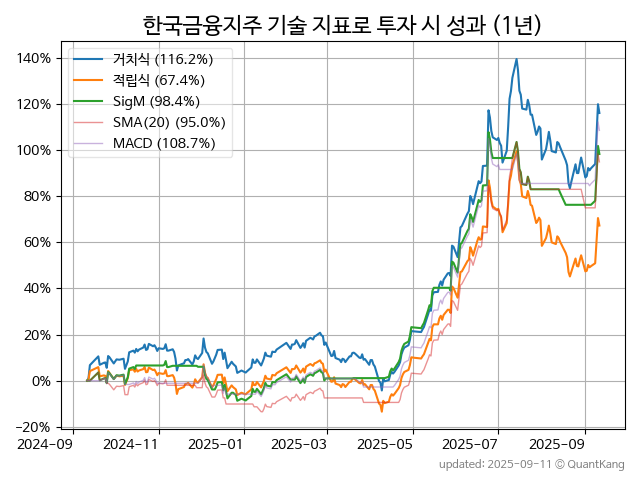 한국금융지주 기술 지표로 투자 시 성과 (1년)
거치식 (116.2%)
적립식 (67.4%)
SigM (98.4%)
SMA(20) (95.0%)
MACD (108.7%)
140%
120%
100%
80%
60%
40%
20%
0%
−20%
2024-09 2024-11 2025-01 2025-03 2025-05 2025-07 2025-09
updated: 2025-09-11 © QuantKang